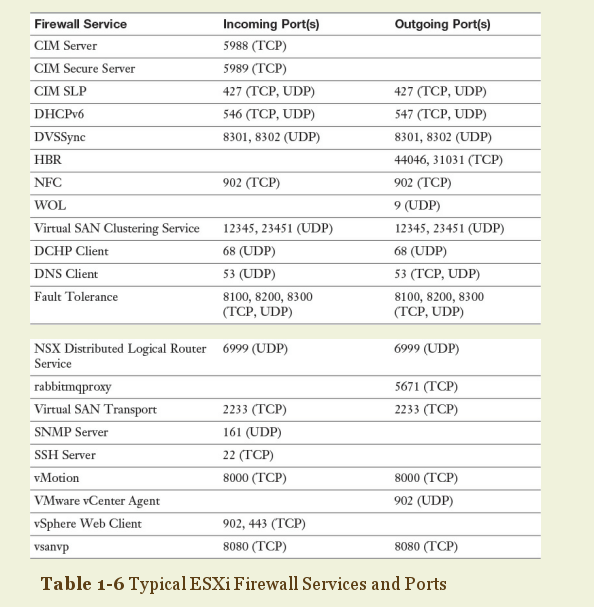 Firewall Service Incoming Port(s) Outgoing Port(s)
CIM Server 5988 (TCP)
CIM Secure Server 5989 (TCP)
CIM SLP 427 (TCP, UDP) 427 (TCP, UDP)
DHCPv6 546 (TCP, UDP) 547 (TCP, UDP)
DVSSync 8301, 8302 (UDP) 8301, 8302 (UDP)
HBR 44046, 31031 (TCP)
NFC 902 (TCP) 902 (TCP)
WOL 9 (UDP)
Virtual SAN Clustering Service 12345, 23451 (UDP) 12345, 23451 (UDP)
DCHP Client 68 (UDP) 68 (UDP)
DNS Client 53 (UDP) 53 (TCP, UDP)
Fault Tolerance 8100, 8200, 8300 8100, 8200, 8300
(TCP, UDP) (TCP, UDP)
NSX Distributed Logical Router 6999 (UDP) 6999 (UDP)
Service
rabbitmqproxy 5671 (TCP)
Virtual SAN Transport 2233 (TCP) 2233 (TCP)
SNMP Server 161 (UDP)
SSH Server 22 (TCP)
vMotion 8000 (TCP) 8000 (TCP)
VMware vCenter Agent 902 (UDP)
vSphere Web Client 902, 443 (TCP)
vsanvp 8080 (TCP) 8080 (TCP)
Table 1-6 Typical ESXi Firewall Services and Ports